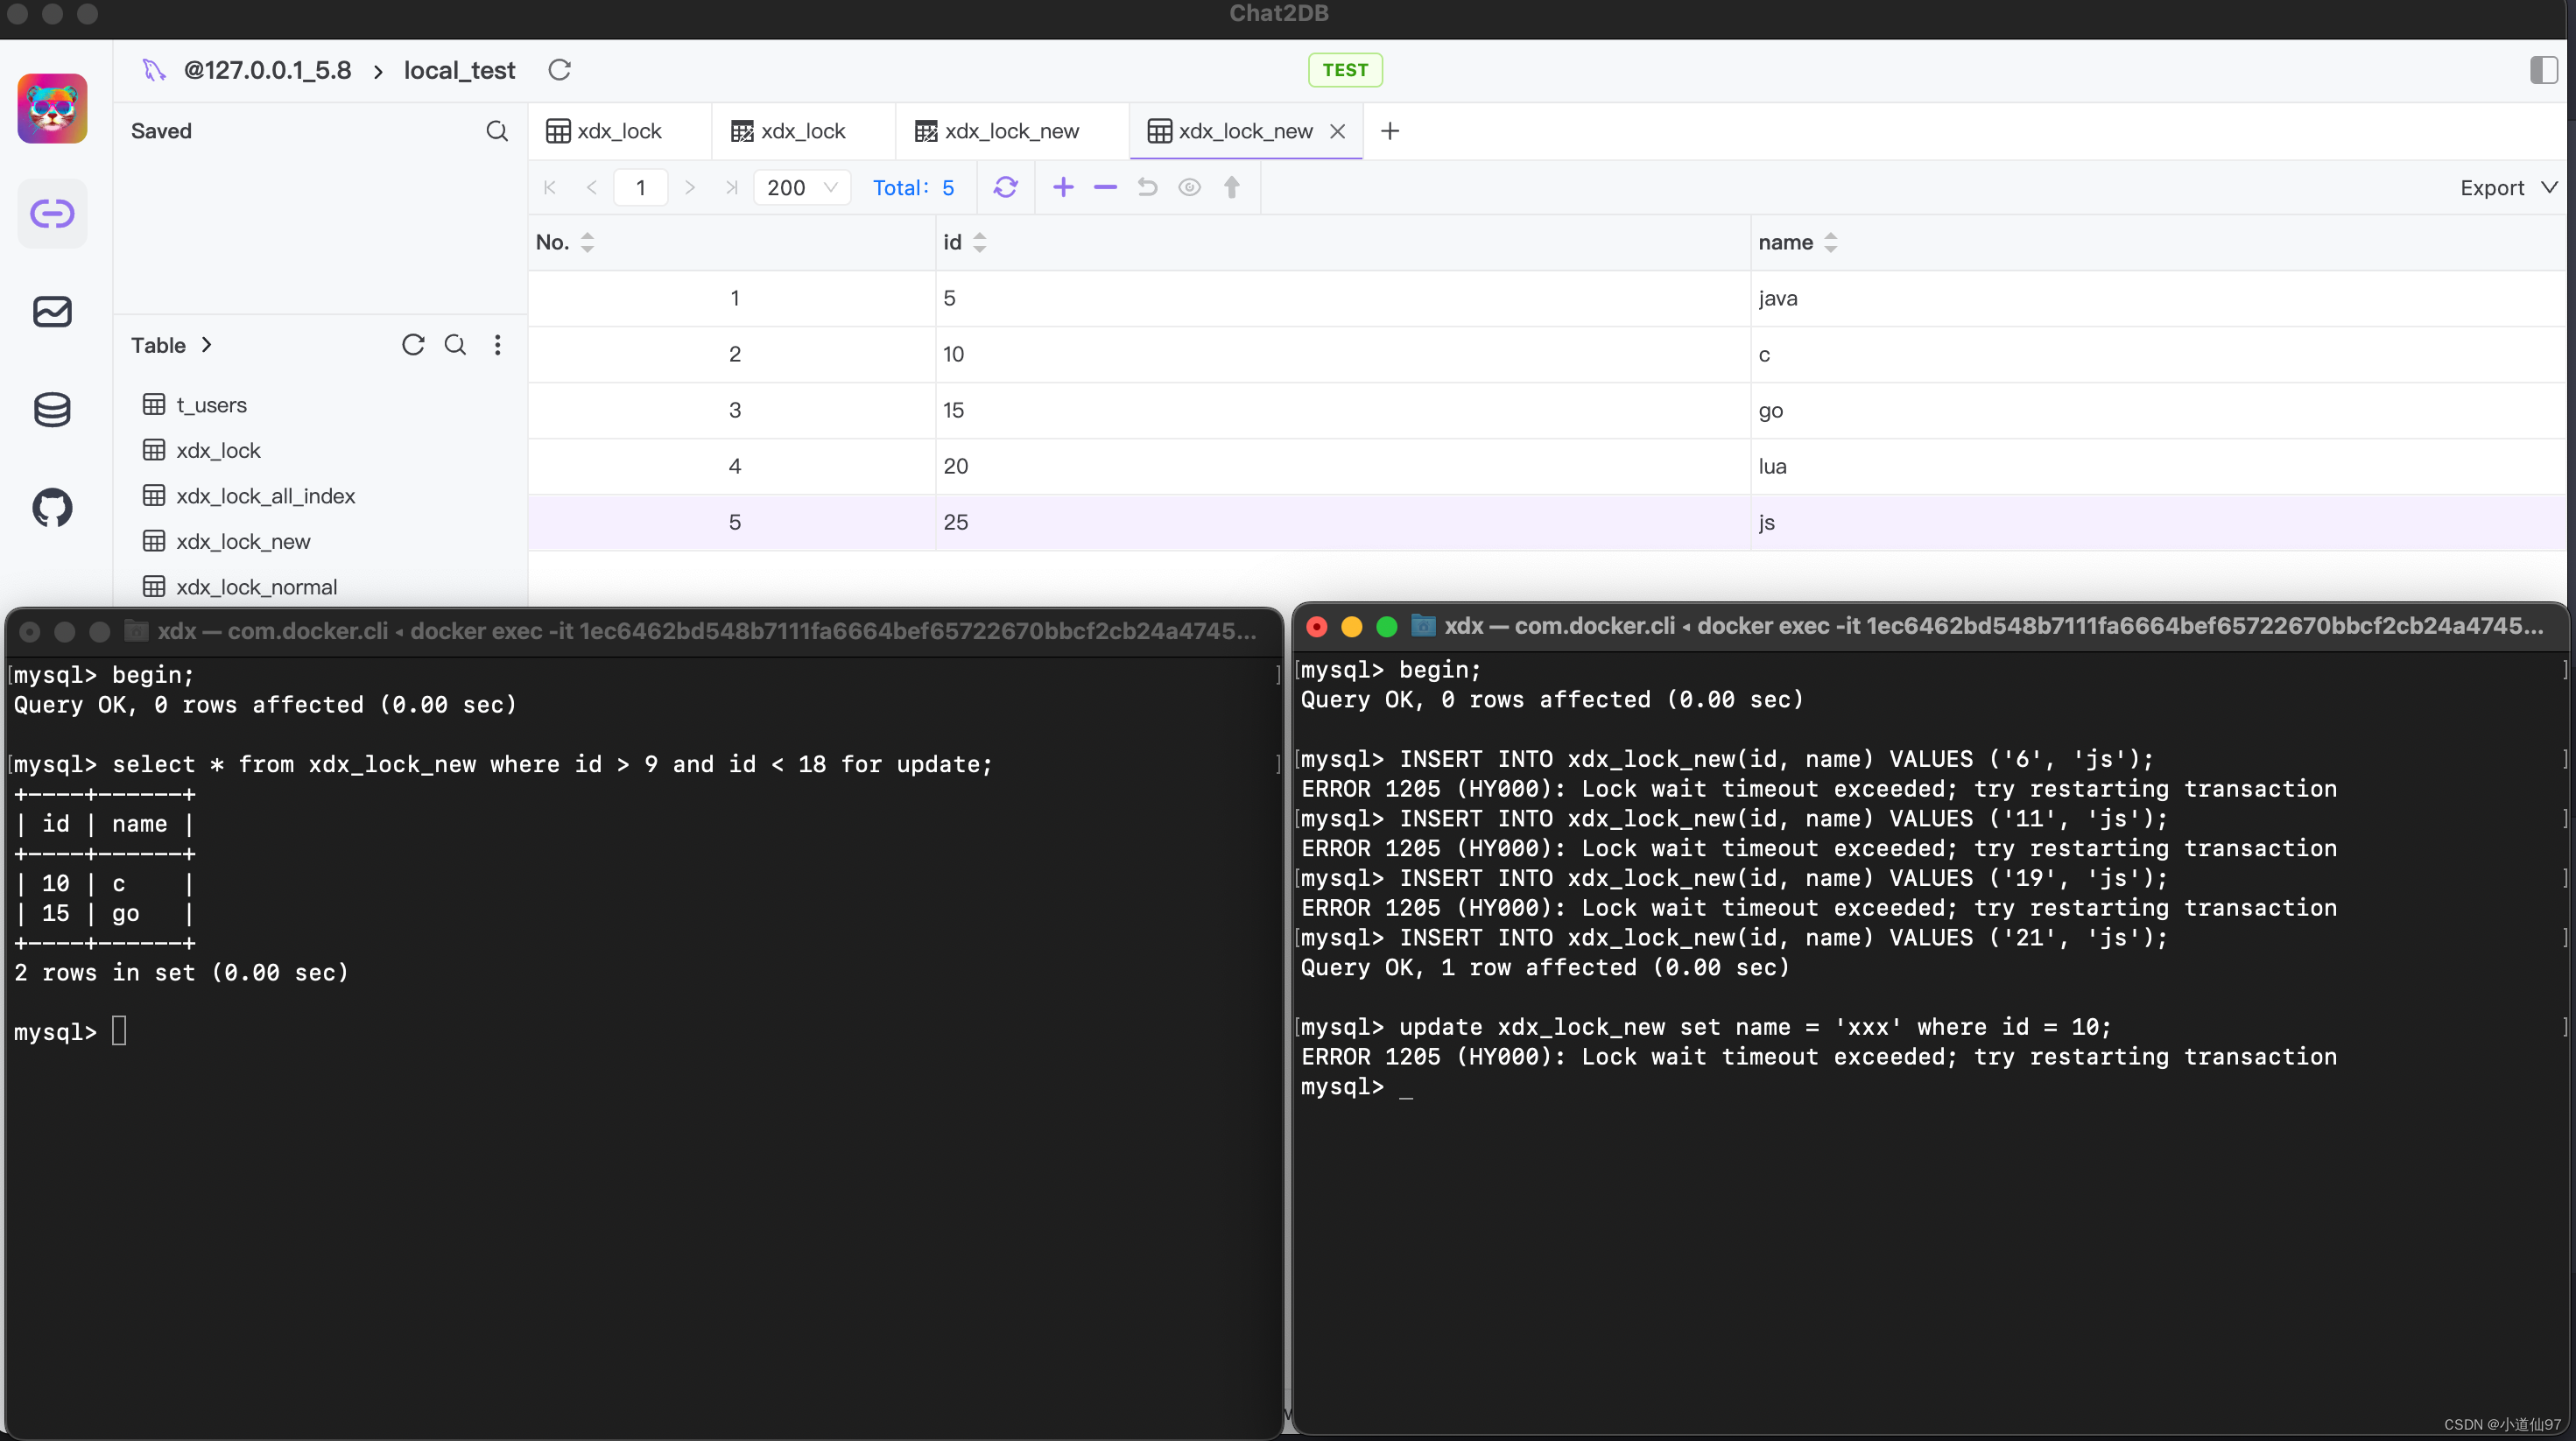 Chat2DB
@127.0.0.1_5.8 > local_test
TEST
Saved
xdx_lock
xdx_lock
xdx_lock_new
xdx_lock_new
1
200
Total: 5
Export
No.
id
name
1 5 java
2 10 c
3 15 go
4 20 lua
5 25 js
Table
t_users
xdx_lock
xdx_lock_all_index
xdx_lock_new
xdx_lock_normal
xdx — com.docker.cli ◂ docker exec -it 1ec6462bd548b7111fa6664bef65722670bbcf2cb24a4745...
[mysql> begin; ]
Query OK, 0 rows affected (0.00 sec)
[mysql> select * from xdx_lock_new where id > 9 and id < 18 for update; ]
+----+------+
| id | name |
+----+------+
| 10 | c    |
| 15 | go   |
+----+------+
2 rows in set (0.00 sec)
mysql>
xdx — com.docker.cli ◂ docker exec -it 1ec6462bd548b7111fa6664bef65722670bbcf2cb24a4745...
[mysql> begin; ]
Query OK, 0 rows affected (0.00 sec)
[mysql> INSERT INTO xdx_lock_new(id, name) VALUES ('6', 'js'); ]
ERROR 1205 (HY000): Lock wait timeout exceeded; try restarting transaction
[mysql> INSERT INTO xdx_lock_new(id, name) VALUES ('11', 'js'); ]
ERROR 1205 (HY000): Lock wait timeout exceeded; try restarting transaction
[mysql> INSERT INTO xdx_lock_new(id, name) VALUES ('19', 'js'); ]
ERROR 1205 (HY000): Lock wait timeout exceeded; try restarting transaction
[mysql> INSERT INTO xdx_lock_new(id, name) VALUES ('21', 'js'); ]
Query OK, 1 row affected (0.00 sec)
[mysql> update xdx_lock_new set name = 'xxx' where id = 10; ]
ERROR 1205 (HY000): Lock wait timeout exceeded; try restarting transaction
mysql> _
CSDN @小道仙97